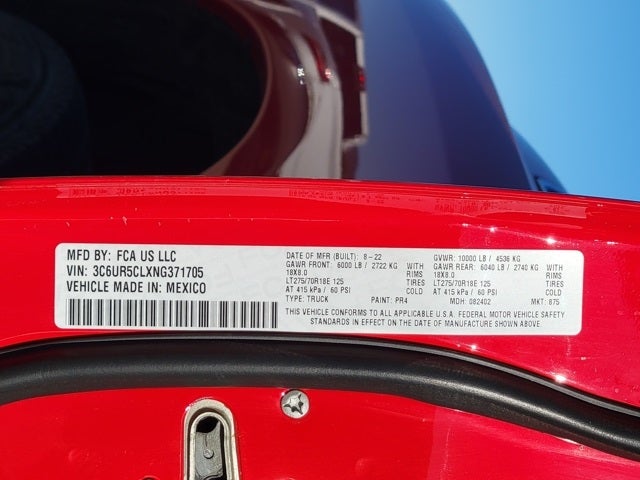 MFD BY: FCA US LLC
VIN: 3C6UR5CLXNG371705
VEHICLE MADE IN: MEXICO
DATE OF MFR (BUILT): 8-22 GVWR: 10000 LB / 4536 KG
GAWR FRONT: 6000 LB / 2722 KG WITH GAWR REAR: 6040 LB / 2740 KG WITH
18X8.0 RIMS 18X8.0 RIMS
LT275/70R18E 125 TIRES LT275/70R18E 125 TIRES
AT 415 kPa / 60 PSI COLD AT 415 kPa / 60 PSI COLD
TYPE: TRUCK PAINT: PR4 MDH: 082402 MKT: 875
THIS VEHICLE CONFORMS TO ALL APPLICABLE U.S.A. FEDERAL MOTOR VEHICLE SAFETY
STANDARDS IN EFFECT ON THE DATE OF MANUFACTURE SHOWN ABOVE.